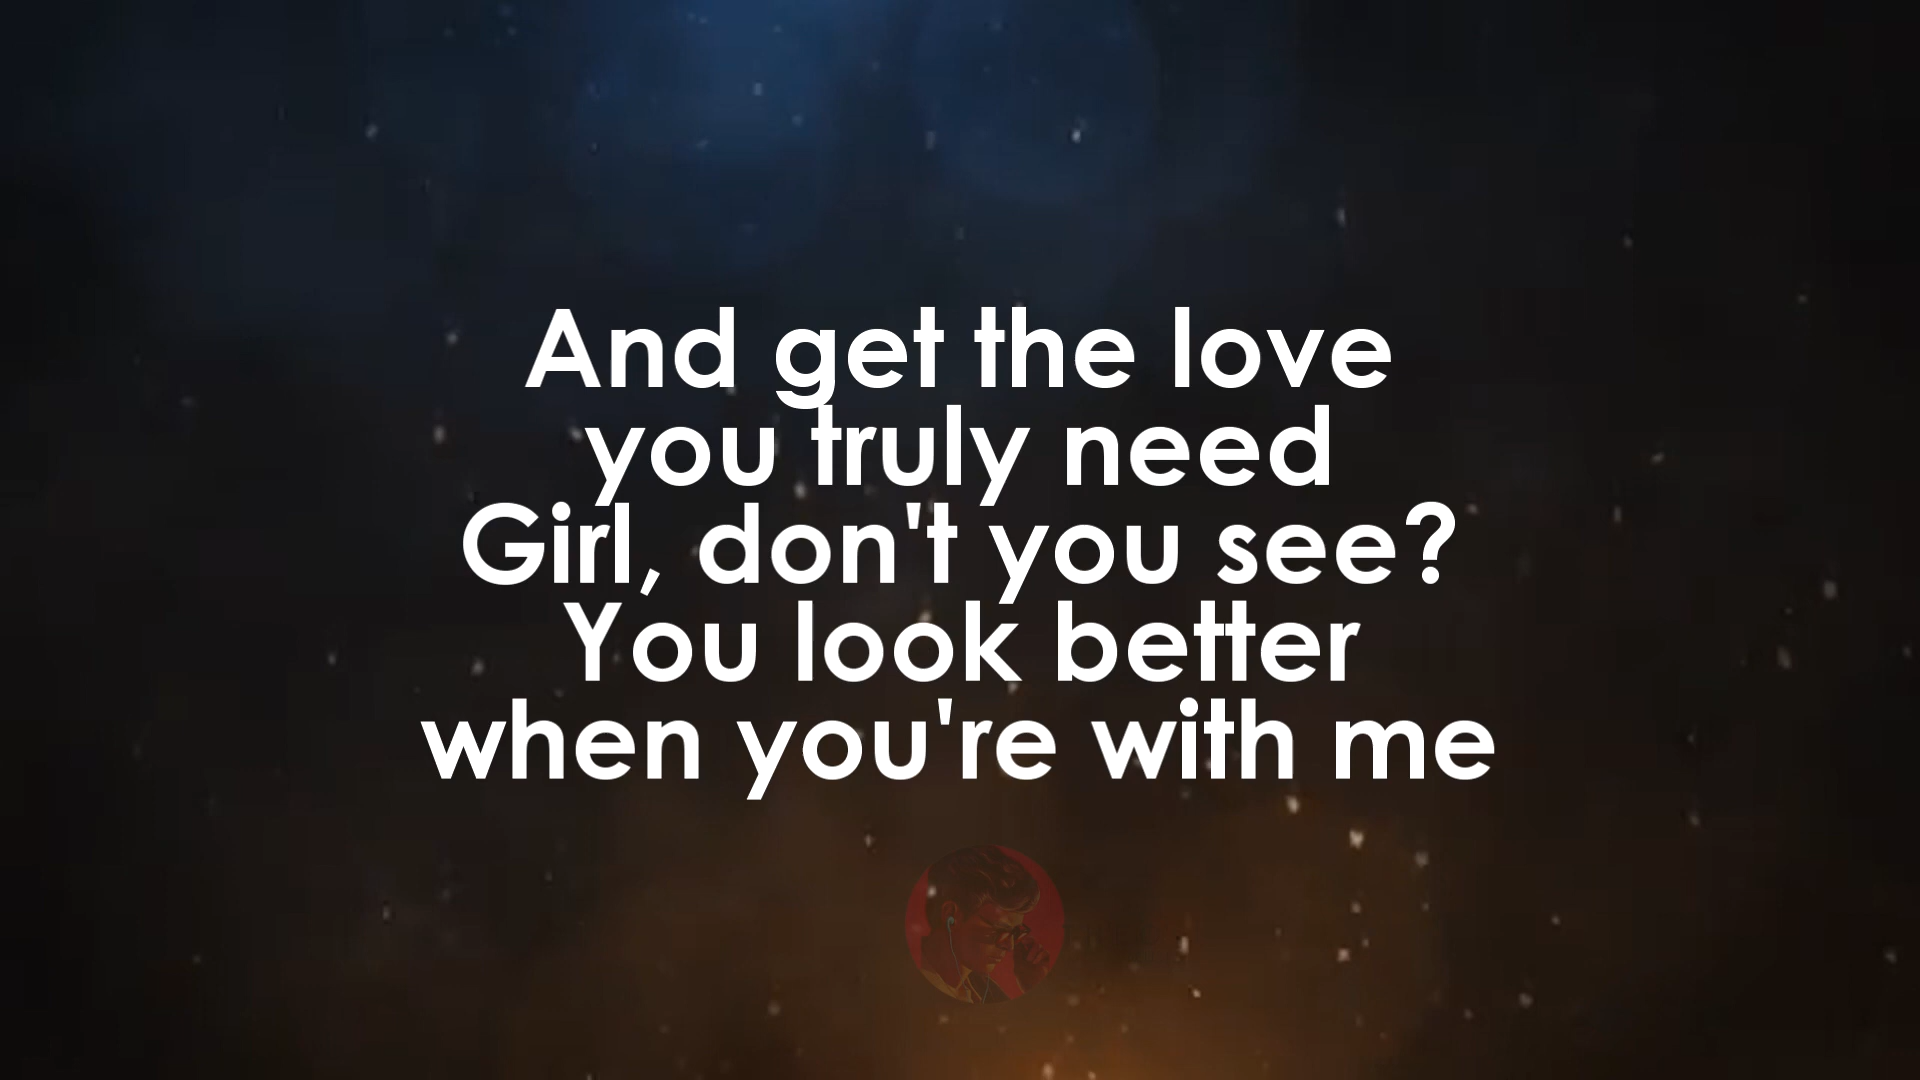 And get the love
you truly need
Girl, don't you see?
You look better
when you're with me